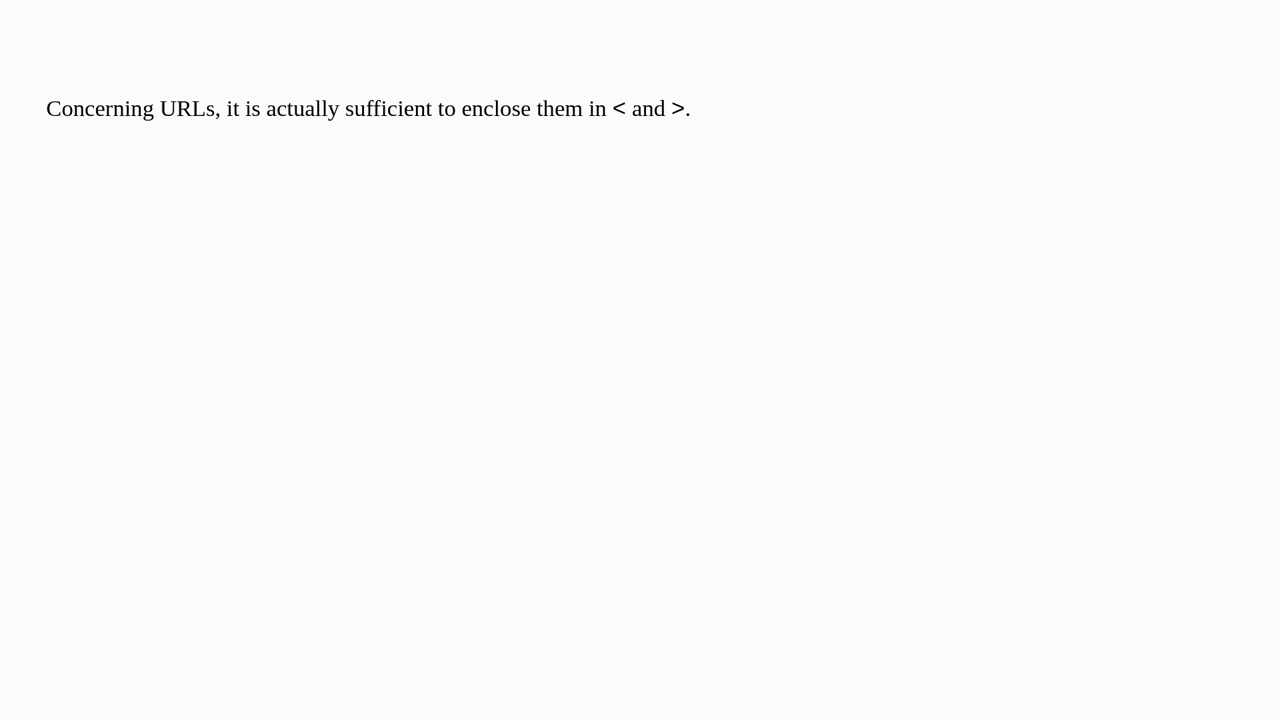 Concerning URLs, it is actually sufficient to enclose them in < and >.